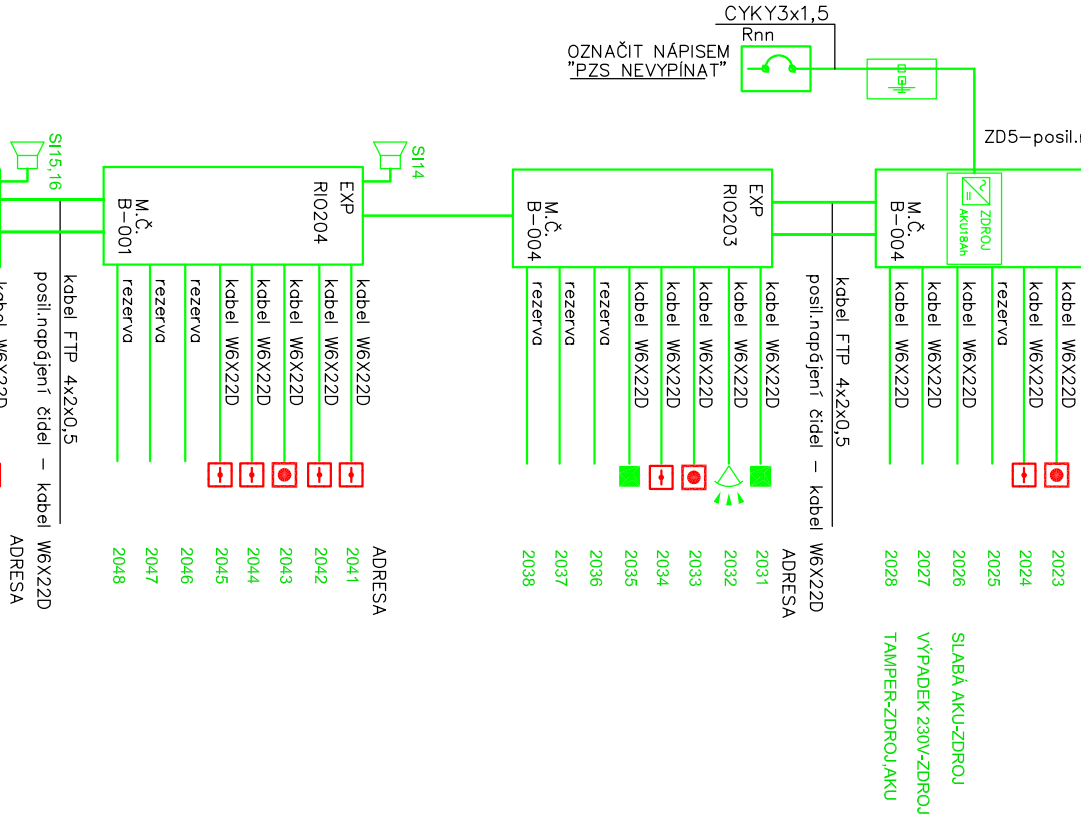 CYKY3x1,5
Rnn
OZNAČIT NÁPISEM
"PZS NEVYPÍNAT"
ZD5-posil.
SI15,16
SI14
EXP
RIO204
M.Č.
B-001
EXP
RIO203
M.Č.
B-004
ZDROJ
AKU18Ah
M.Č.
B-004
kabel W6X22D
kabel FTP 4x2x0,5
posil.napájení čidel – kabel W6X22D
rezerva
rezerva
rezerva
kabel W6X22D
kabel W6X22D
kabel W6X22D
kabel W6X22D
kabel W6X22D
rezerva
rezerva
rezerva
kabel W6X22D
kabel W6X22D
kabel W6X22D
kabel W6X22D
kabel W6X22D
kabel FTP 4x2x0,5
posil.napájení čidel – kabel W6X22D
kabel W6X22D
kabel W6X22D
kabel W6X22D
rezerva
kabel W6X22D
kabel W6X22D
ADRESA
2048
2047
2046
2045
2044
2043
2042
2041
ADRESA
2038
2037
2036
2035
2034
2033
2032
2031
ADRESA
2028
2027
2026
2025
2024
2023
SLABÁ AKU-ZDROJ
VÝPADEK 230V-ZDROJ
TAMPER-ZDROJ,AKU